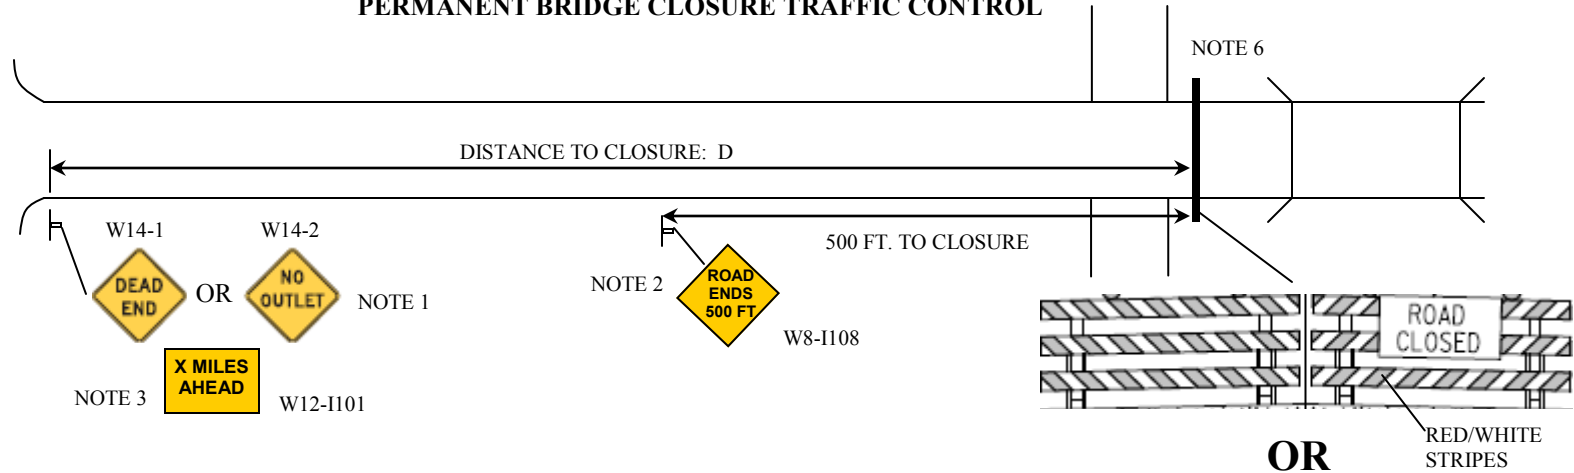 PERMANENT BRIDGE CLOSURE TRAFFIC CONTROL
NOTE 6
DISTANCE TO CLOSURE: D
W14-1
W14-2
500 FT. TO CLOSURE
DEAD
END
OR
NO
OUTLET
NOTE 1
NOTE 2
ROAD
ENDS
500 FT
W8-I108
X MILES
AHEAD
NOTE 3
W12-I101
ROAD
CLOSED
RED/WHITE
STRIPES
OR